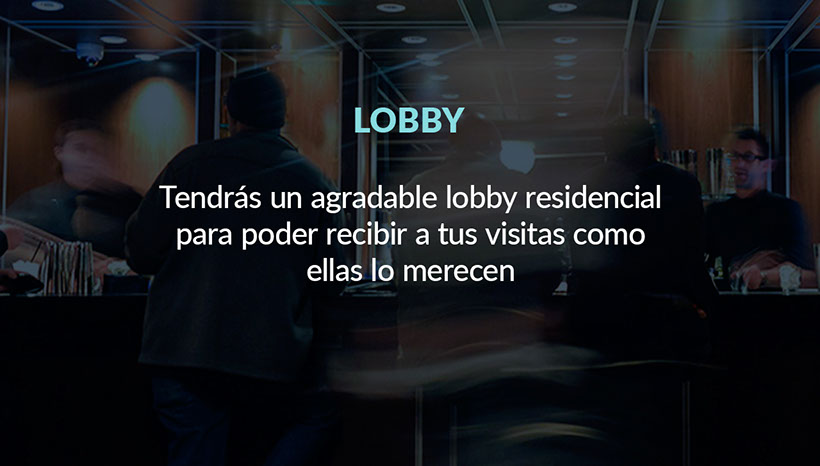 LOBBY
Tendrás un agradable lobby residencial
para poder recibir a tus visitas como
ellas lo merecen